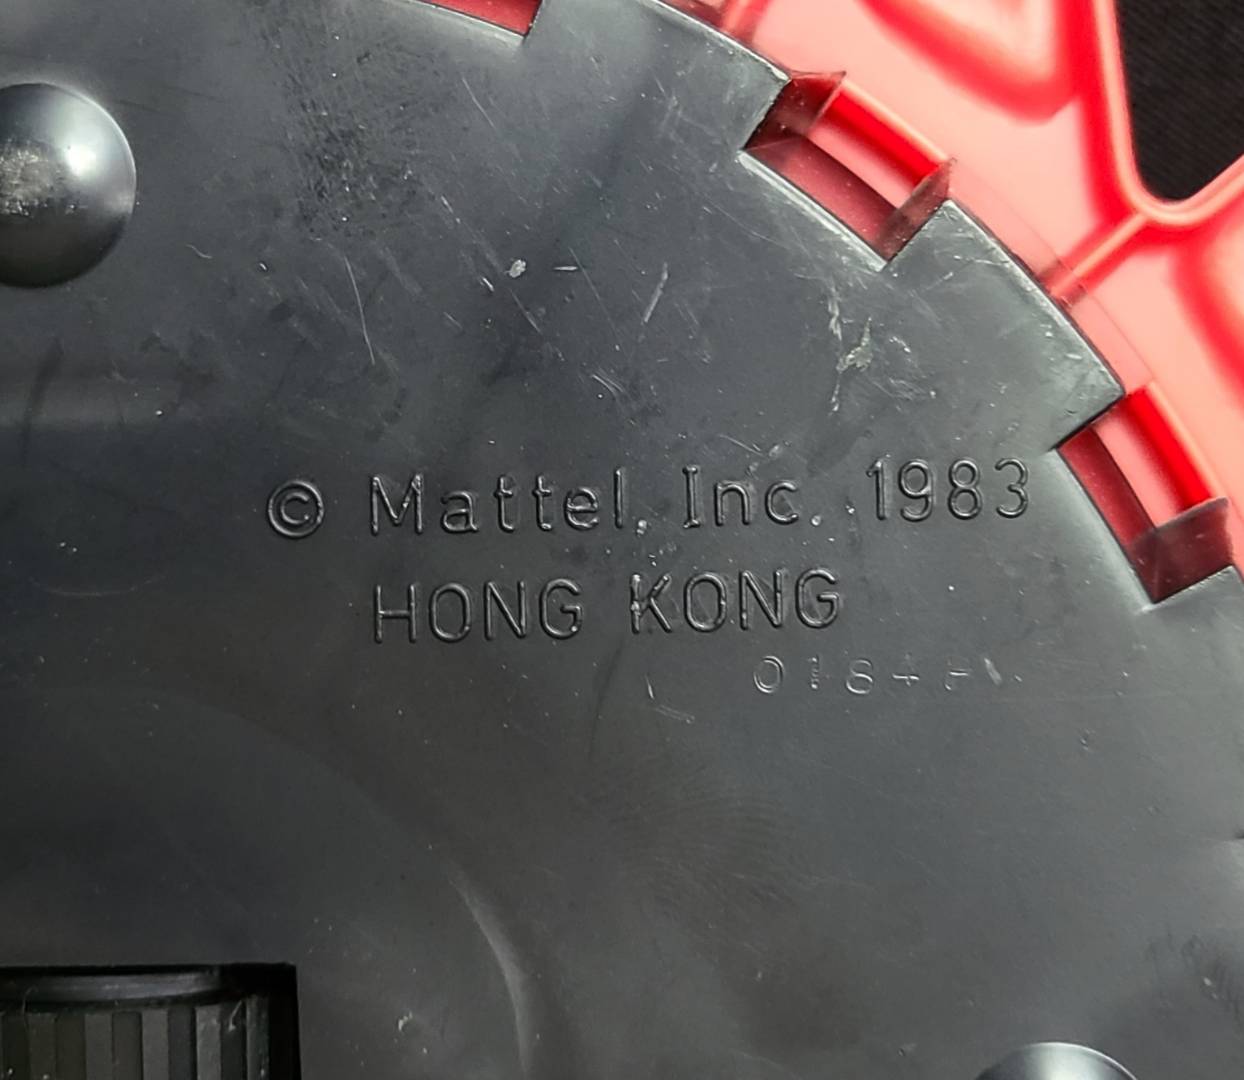 © Mattel, Inc. 1983
HONG KONG